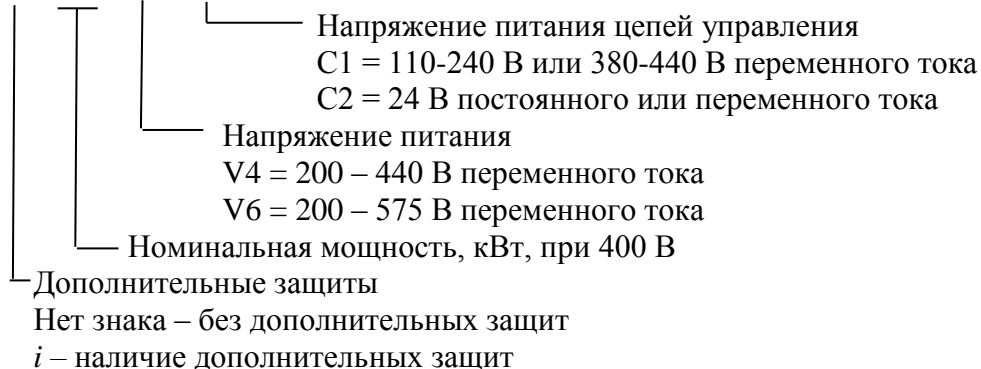 Напряжение питания цепей управления
С1 = 110-240 В или 380-440 В переменного тока
С2 = 24 В постоянного или переменного тока
Напряжение питания
V4 = 200 – 440 В переменного тока
V6 = 200 – 575 В переменного тока
Номинальная мощность, кВт, при 400 В
Дополнительные защиты
Нет знака – без дополнительных защит
i – наличие дополнительных защит